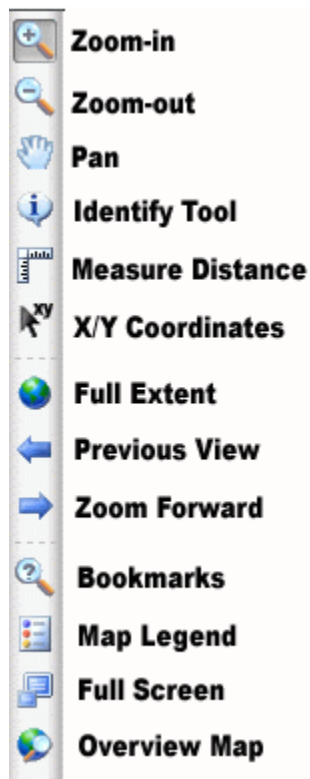 Zoom-in
Zoom-out
Pan
Identify Tool
Measure Distance
xy X/Y Coordinates
Full Extent
Previous View
Zoom Forward
Bookmarks
Map Legend
Full Screen
Overview Map